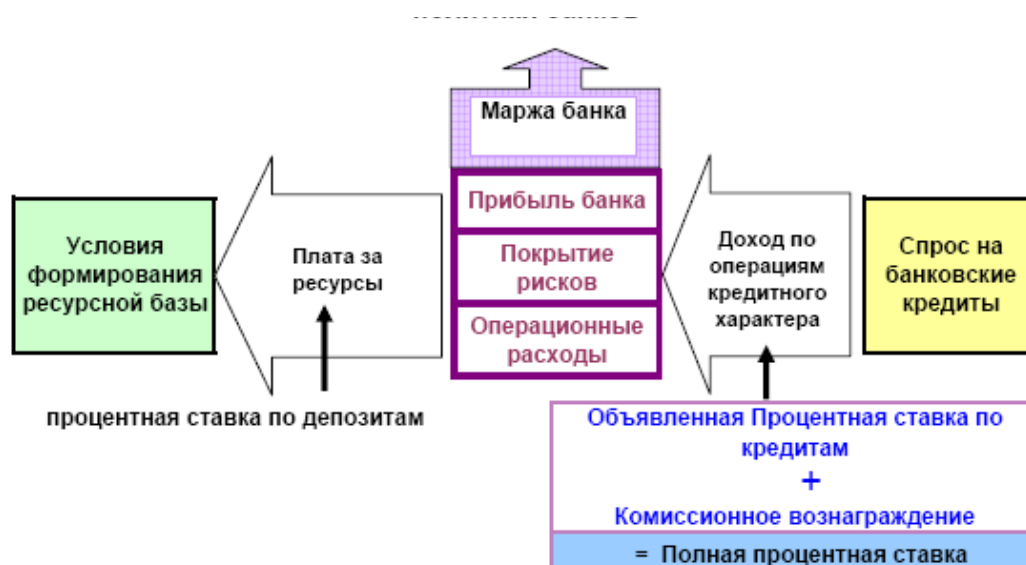 Маржа банка
Прибыль банка
Покрытие
рисков
Операционные
расходы
Условия
формирования
ресурсной базы
Плата за
ресурсы
Доход по
операциям
кредитного
характера
Спрос на
банковские
кредиты
процентная ставка по депозитам
Объявленная Процентная ставка по
кредитам
+
Комиссионное вознаграждение
= Полная процентная ставка